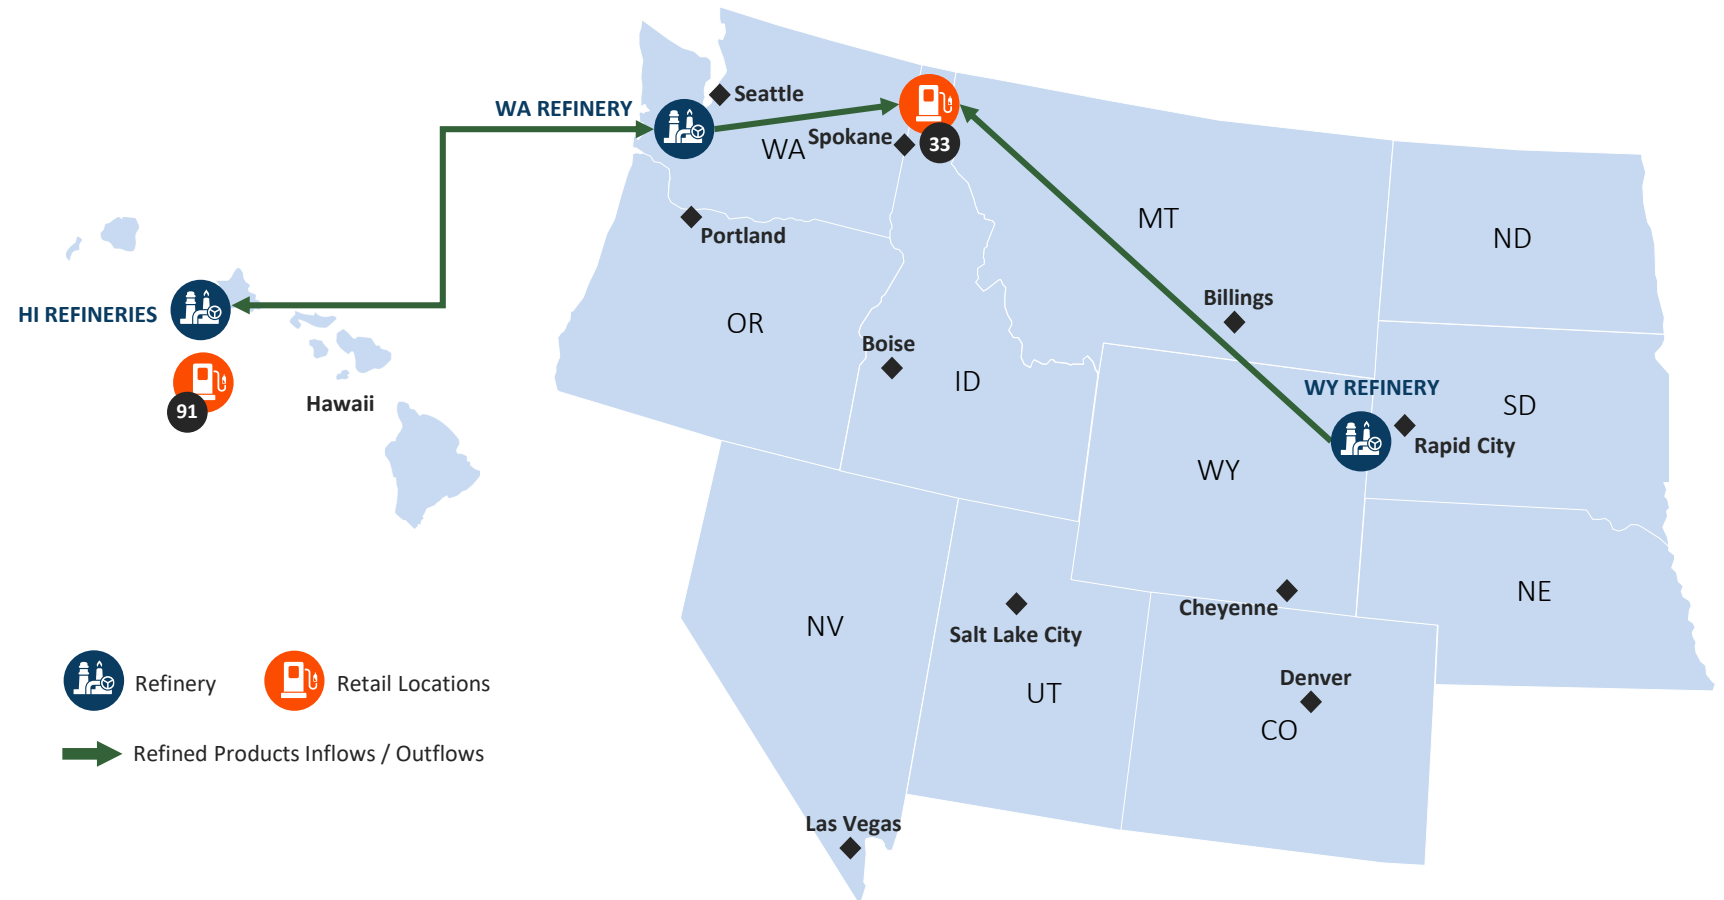 WA REFINERY
Seattle
Spokane
33
WA
Portland
MT
ND
HI REFINERIES
91
Hawaii
OR
Boise
ID
Billings
WY REFINERY
SD
Rapid City
WY
NE
Cheyenne
NV
Salt Lake City
UT
Denver
CO
Las Vegas
Refinery
Retail Locations
Refined Products Inflows / Outflows